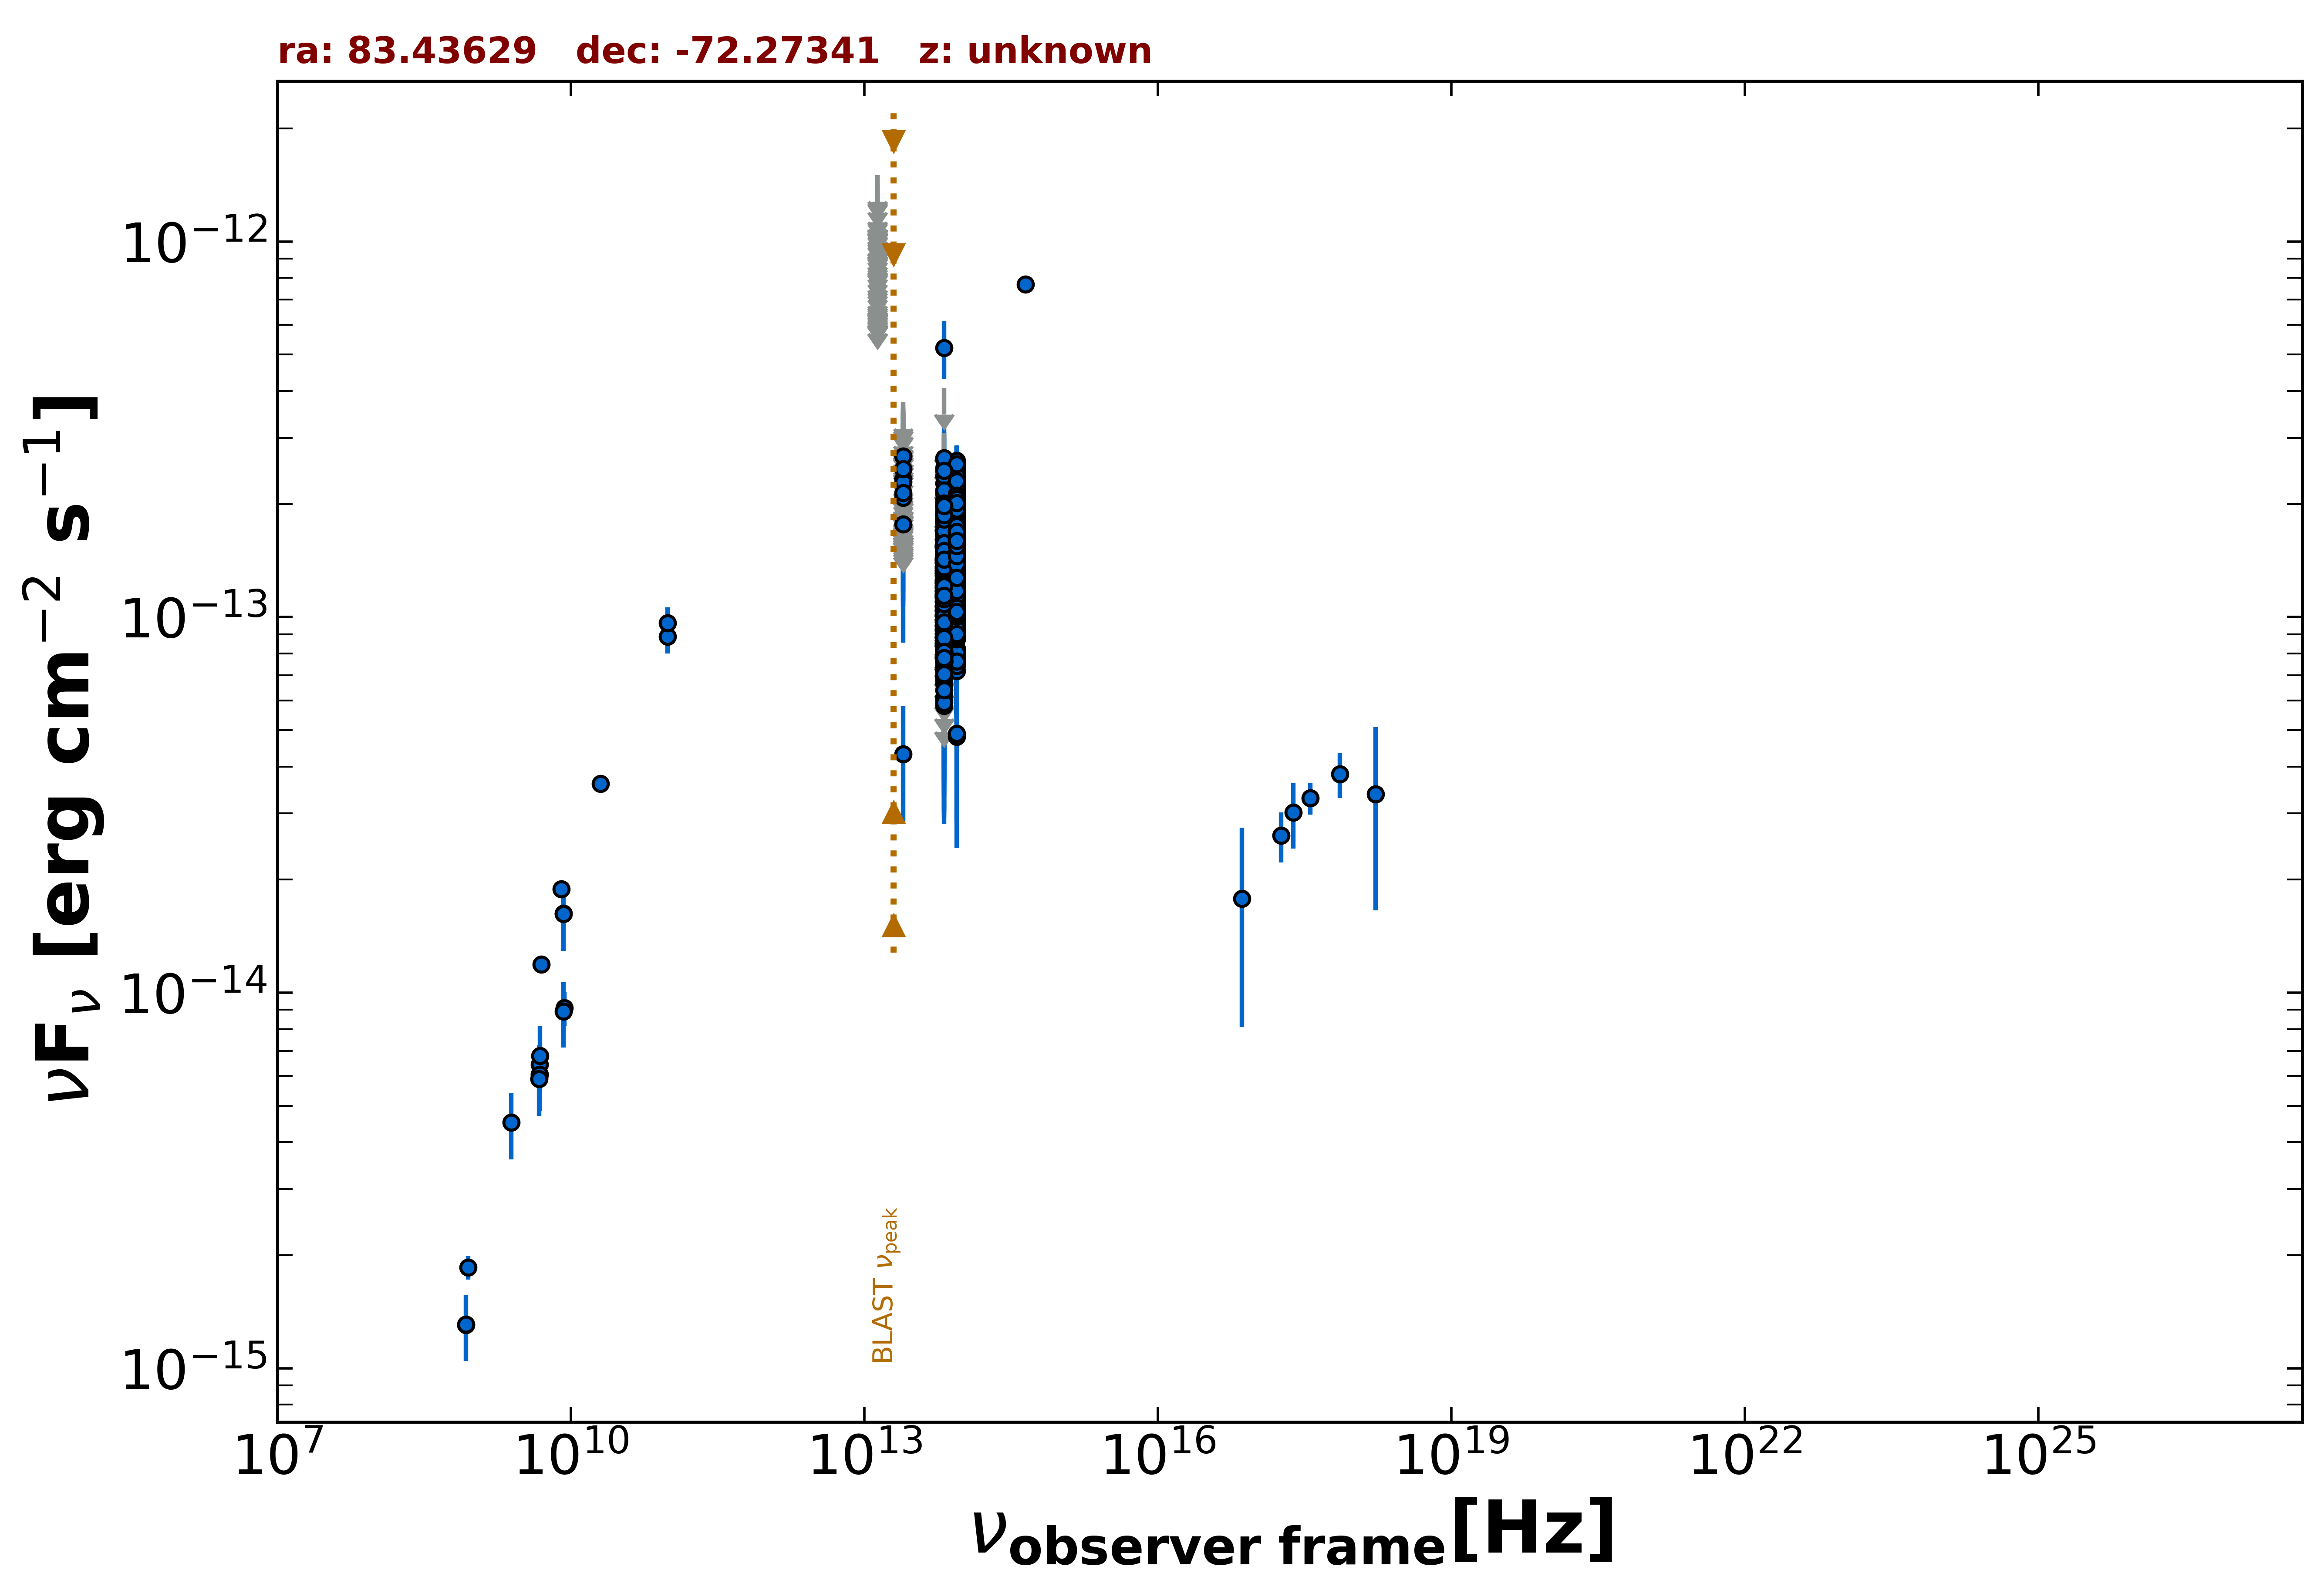 ra: 83.43629 dec: -72.27341 z: unknown
νFν [erg cm−2 s−1]
10−12
10−13
10−14
10−15
BLAST νpeak
107 1010 1013 1016 1019 1022 1025
νobserver frame[Hz]